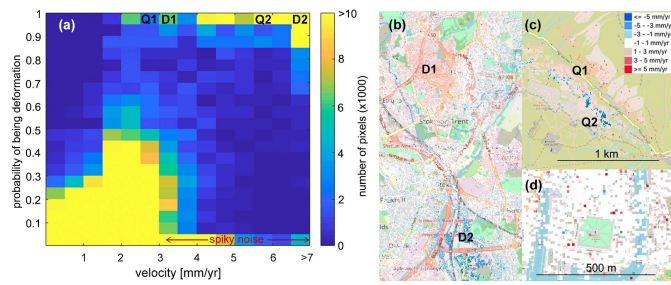 (a)
Q1 D1 Q2 D2
1
0.9
0.8
0.7
0.6
0.5
0.4
0.3
0.2
0.1
probability of being deformation
spiky noise
1 2 3 4 5 6 >7
velocity [mm/yr]
>10
8
6
4
2
0
number of pixels (x1000)
(b)
D1
D2
(c)
Q1
Q2
1 km
<= -5 mm/yr
-5 - -3 mm/yr
-3 - -1 mm/yr
-1 - 1 mm/yr
1 - 3 mm/yr
3 - 5 mm/yr
>= 5 mm/yr
(d)
500 m